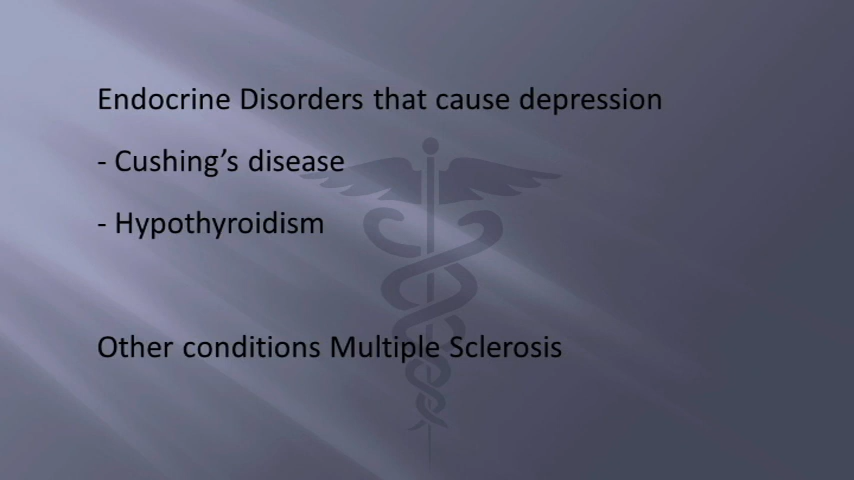 Endocrine Disorders that cause depression
- Cushing’s disease
- Hypothyroidism
Other conditions Multiple Sclerosis